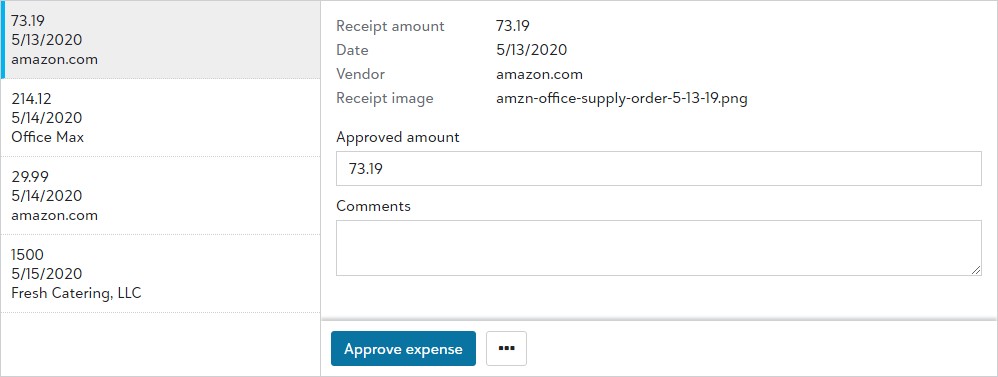 73.19
5/13/2020
amazon.com
214.12
5/14/2020
Office Max
29.99
5/14/2020
amazon.com
1500
5/15/2020
Fresh Catering, LLC
Receipt amount 73.19
Date 5/13/2020
Vendor amazon.com
Receipt image amzn-office-supply-order-5-13-19.png
Approved amount
73.19
Comments
Approve expense •••